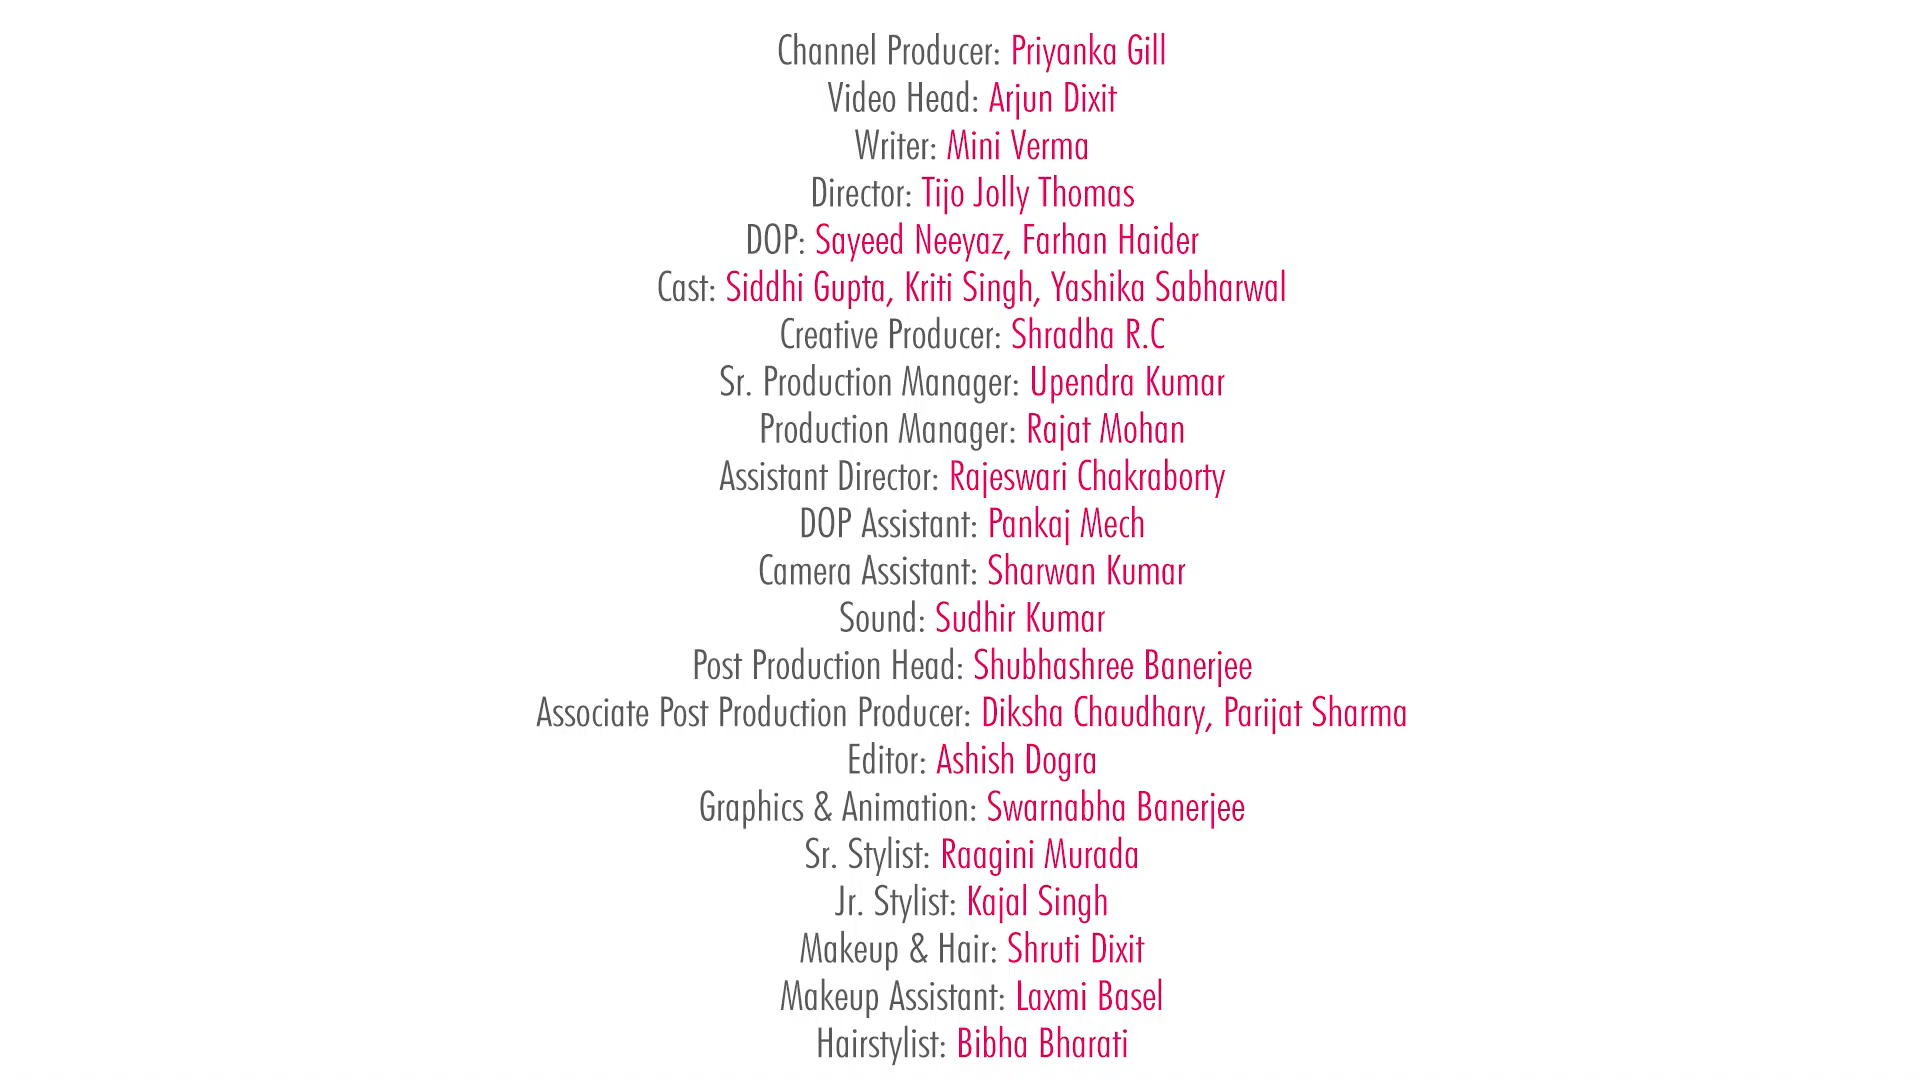 Channel Producer: Priyanka Gill
Video Head: Arjun Dixit
Writer: Mini Verma
Director: Tijo Jolly Thomas
DOP: Sayeed Neeyaz, Farhan Haider
Cast: Siddhi Gupta, Kriti Singh, Yashika Sabharwal
Creative Producer: Shradha R.C
Sr. Production Manager: Upendra Kumar
Production Manager: Rajat Mohan
Assistant Director: Rajeswari Chakraborty
DOP Assistant: Pankaj Mech
Camera Assistant: Sharwan Kumar
Sound: Sudhir Kumar
Post Production Head: Shubhashree Banerjee
Associate Post Production Producer: Diksha Chaudhary, Parijat Sharma
Editor: Ashish Dogra
Graphics & Animation: Swarnabha Banerjee
Sr. Stylist: Raagini Murada
Jr. Stylist: Kajal Singh
Makeup & Hair: Shruti Dixit
Makeup Assistant: Laxmi Basel
Hairstylist: Bibha Bharati